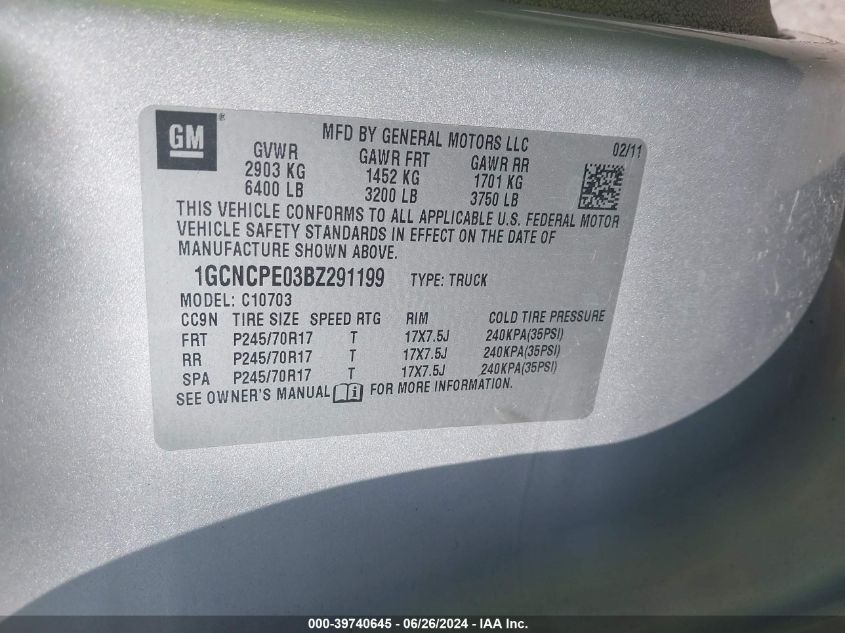 GM®
MFD BY GENERAL MOTORS LLC 02/11
GVWR GAWR FRT GAWR RR
2903 KG 1452 KG 1701 KG
6400 LB 3200 LB 3750 LB
THIS VEHICLE CONFORMS TO ALL APPLICABLE U.S. FEDERAL MOTOR
VEHICLE SAFETY STANDARDS IN EFFECT ON THE DATE OF
MANUFACTURE SHOWN ABOVE.
1GCNCPE03BZ291199 TYPE: TRUCK
MODEL: C10703
CC9N TIRE SIZE SPEED RTG RIM COLD TIRE PRESSURE
FRT P245/70R17 T 17X7.5J 240KPA(35PSI)
RR P245/70R17 T 17X7.5J 240KPA(35PSI)
SPA P245/70R17 T 17X7.5J 240KPA(35PSI)
SEE OWNER'S MANUAL i FOR MORE INFORMATION.
000-39740645 - 06/26/2024 - IAA Inc.